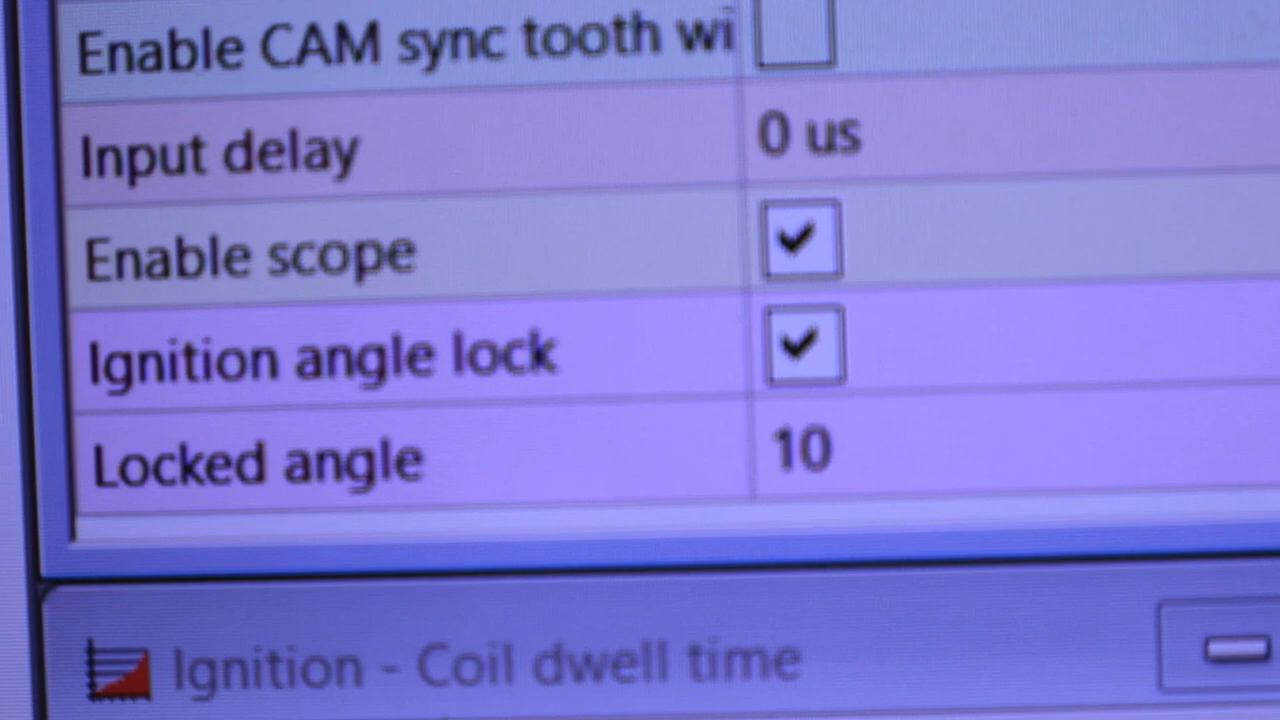 Enable CAM sync tooth wi
Input delay 0 us
Enable scope
Ignition angle lock
Locked angle 10
Ignition - Coil dwell time